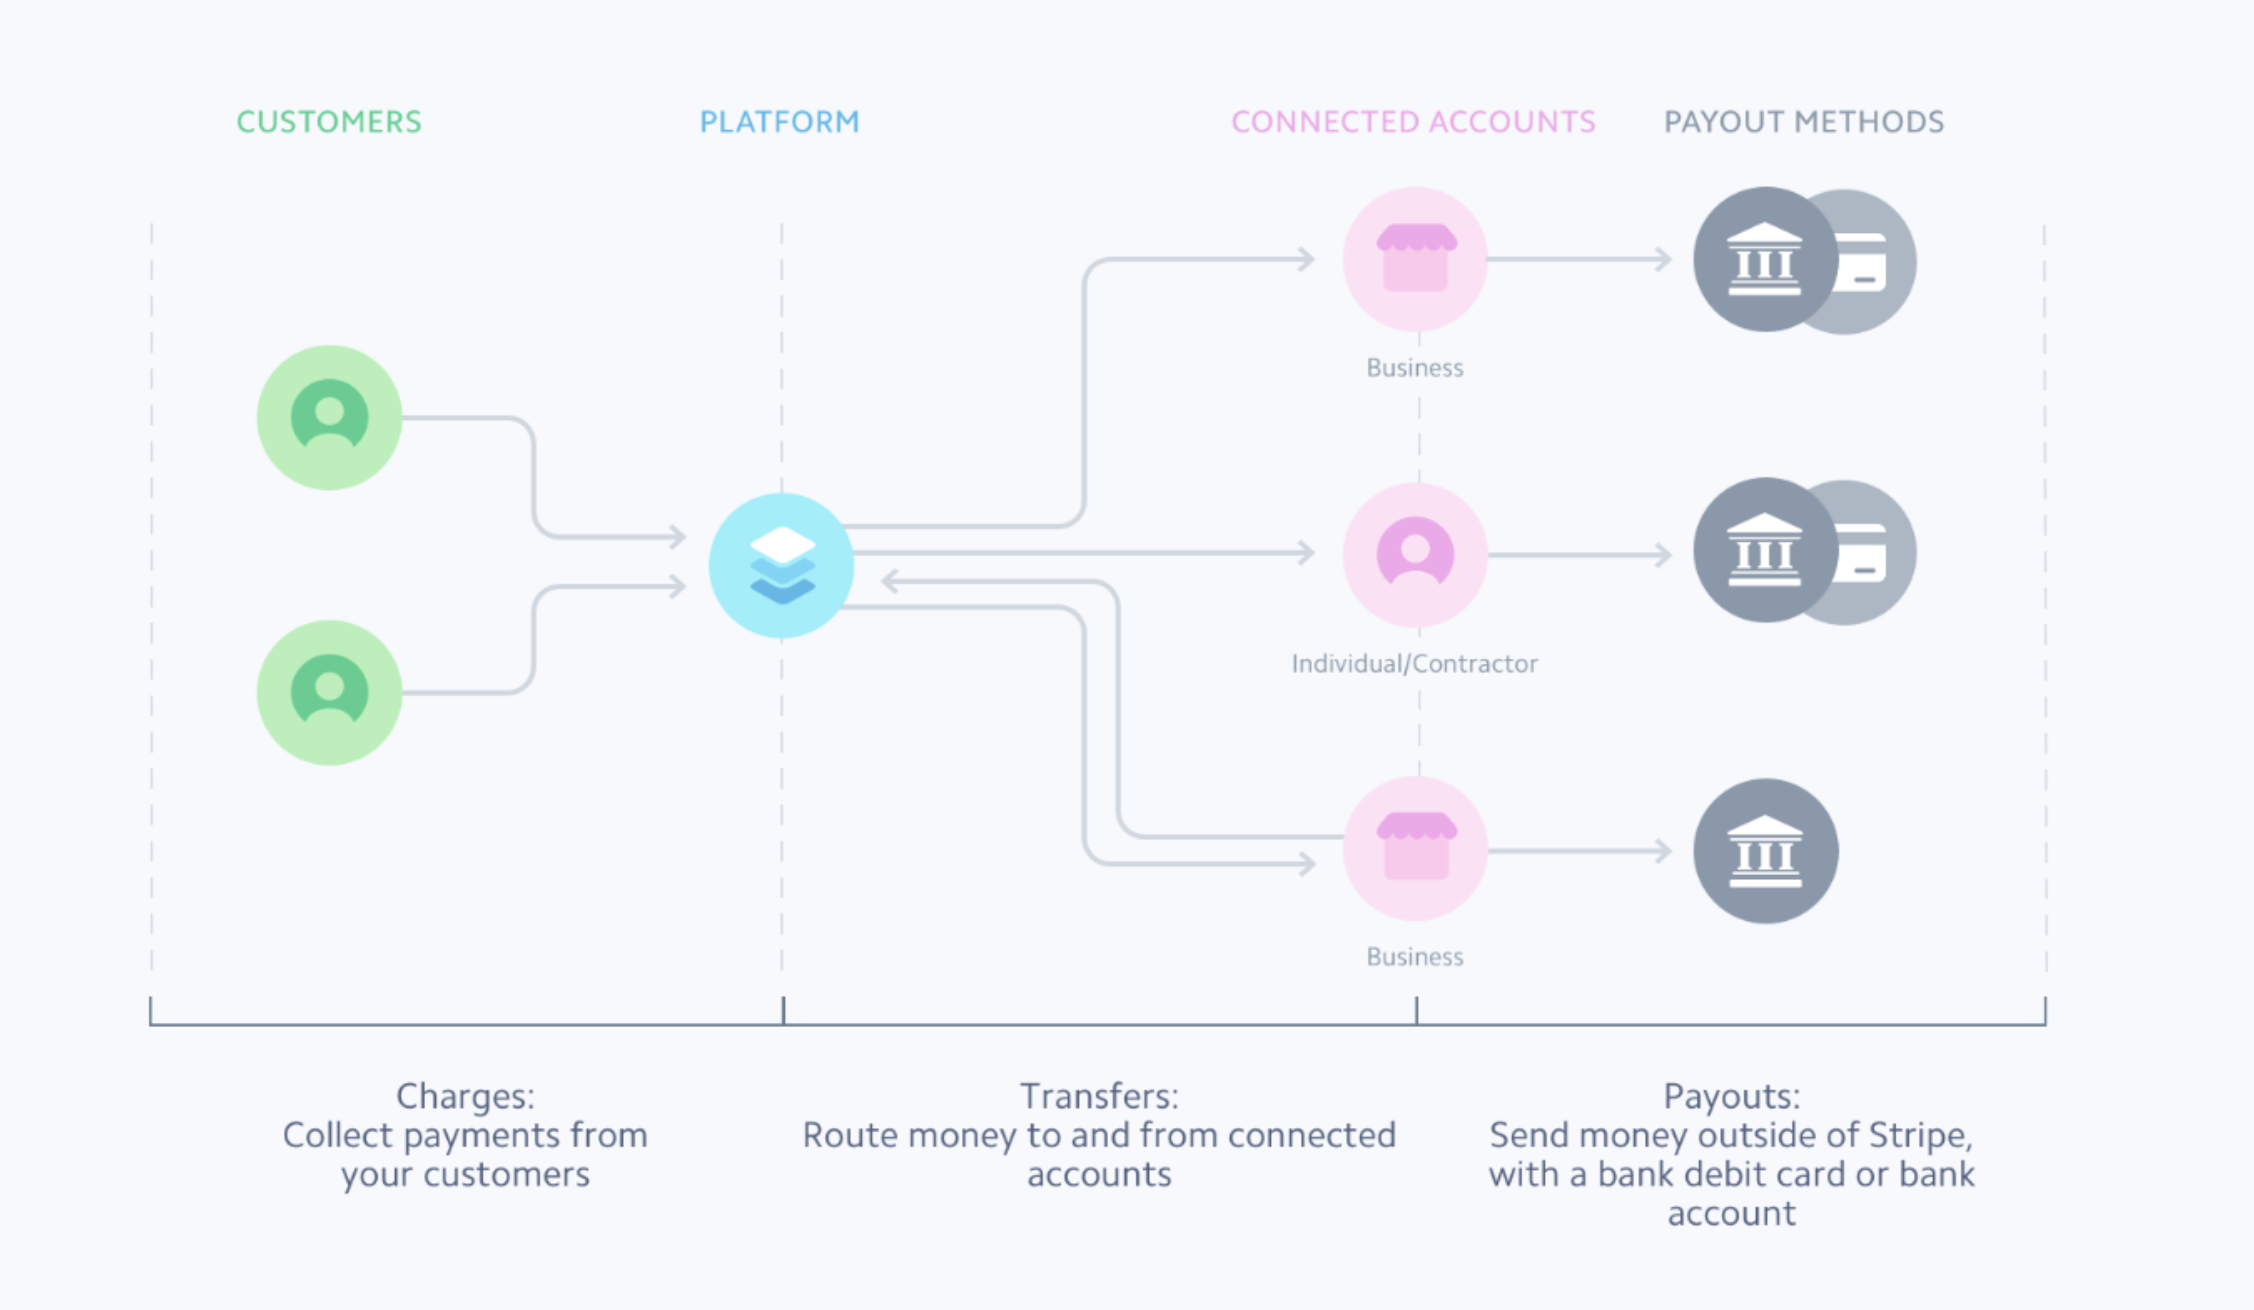 CUSTOMERS
PLATFORM
CONNECTED ACCOUNTS
PAYOUT METHODS
Business
Individual/Contractor
Business
Charges:
Collect payments from
your customers
Transfers:
Route money to and from connected
accounts
Payouts:
Send money outside of Stripe,
with a bank debit card or bank
account